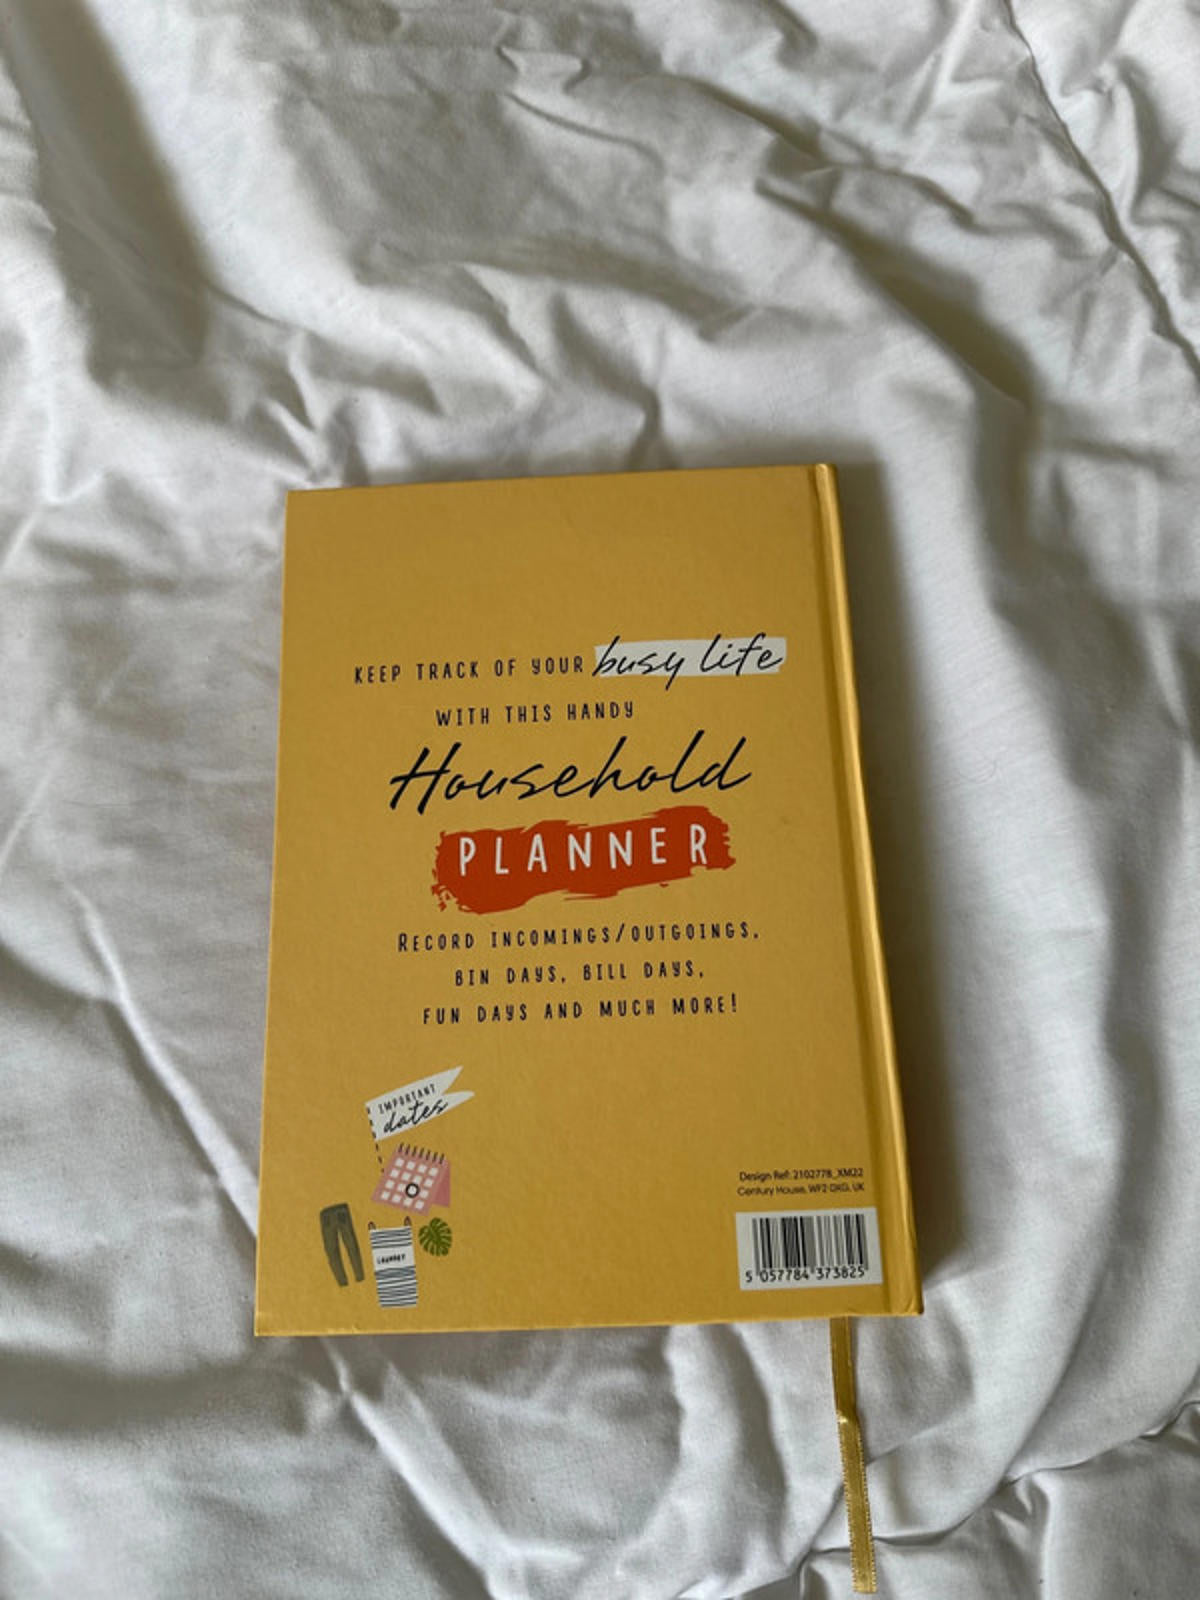 KEEP TRACK OF YOUR busy life
WITH THIS HANDY
Household
PLANNER
RECORD INCOMINGS/OUTGOINGS,
BIN DAYS, BILL DAYS,
FUN DAYS AND MUCH MORE!
IMPORTANT
dates
LAUNDRY
Design Ref: 2102778_XM22
Century House, WF2 0XG, UK
5 057784 373825